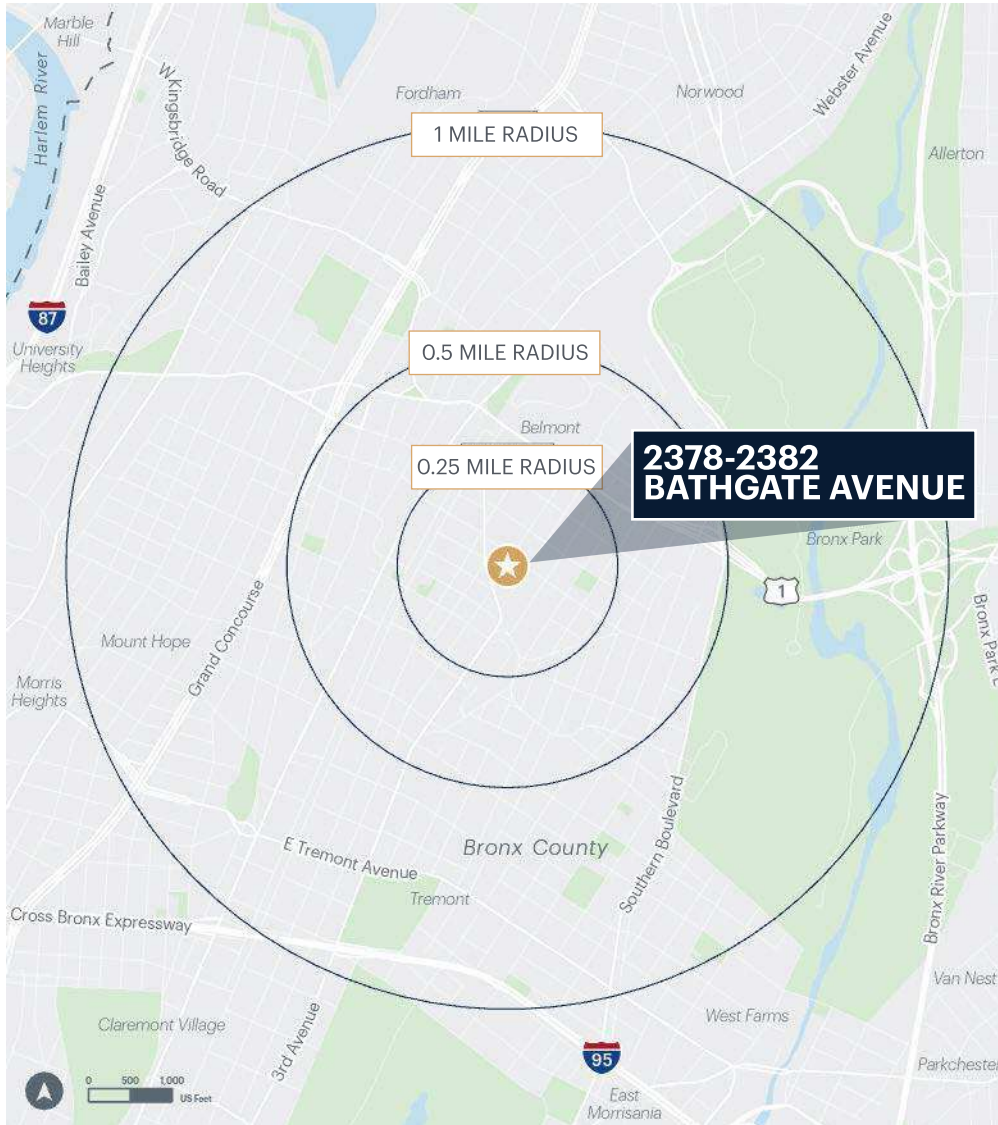 Marble
Hill
Harlem River
W Kingsbridge Road
Bailey Avenue
Fordham
Norwood
Webster Avenue
Allerton
1 MILE RADIUS
87
University
Heights
0.5 MILE RADIUS
Belmont
0.25 MILE RADIUS
2378-2382
BATHGATE AVENUE
Bronx Park
1
Mount Hope
Grand Concourse
Morris
Heights
E Tremont Avenue
Bronx County
Tremont
Southern Boulevard
Bronx River Parkway
Cross Bronx Expressway
Van Nest
Claremont Village
3rd Avenue
West Farms
95
East
Morrisania
Parkchester
0 500 1,000
US Feet
Bronx Park